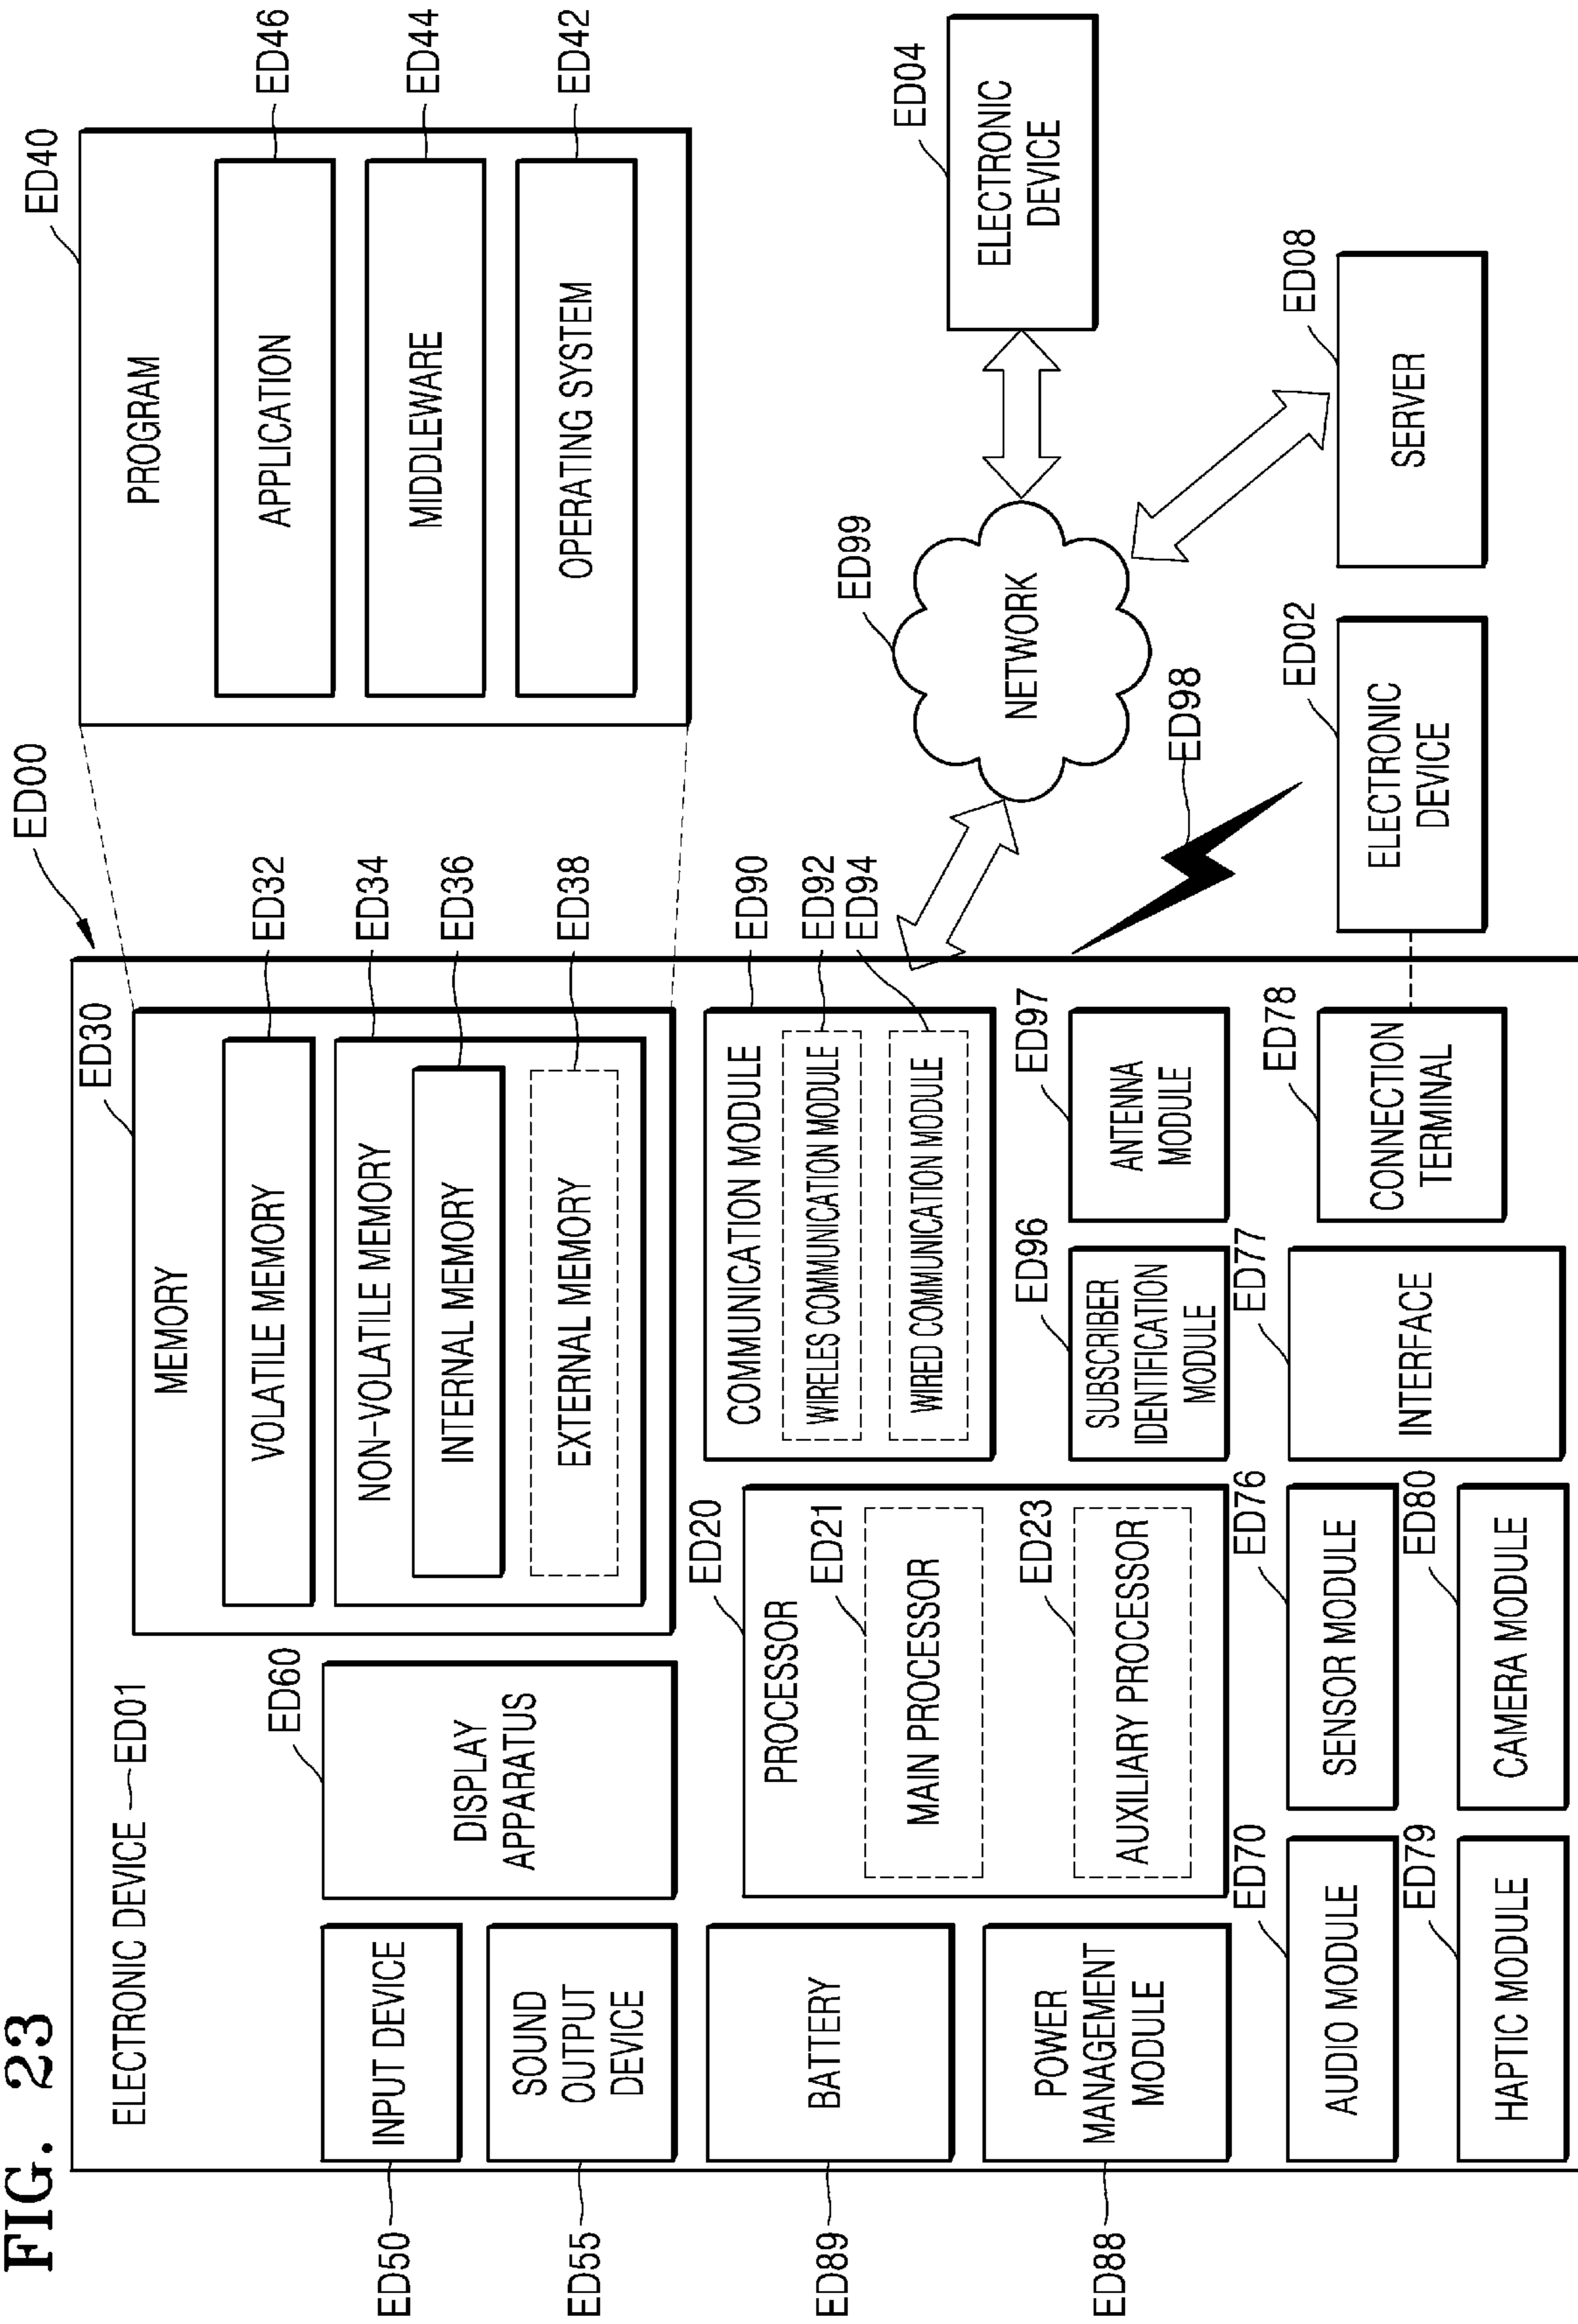 FIG. 23
ED00
ELECTRONIC DEVICE
ED01
ED30
MEMORY
VOLATILE MEMORY
ED32
NON-VOLATILE MEMORY
ED34
INTERNAL MEMORY
ED36
EXTERNAL MEMORY
ED38
ED40
PROGRAM
APPLICATION
ED46
MIDDLEWARE
ED44
OPERATING SYSTEM
ED42
ED50
INPUT DEVICE
ED55
SOUND
OUTPUT
DEVICE
ED60
DISPLAY
APPARATUS
ED89
BATTERY
ED88
POWER
MANAGEMENT
MODULE
ED20
PROCESSOR
ED21
MAIN PROCESSOR
ED23
AUXILIARY PROCESSOR
COMMUNICATION MODULE
ED90
WIRELES COMMUNICATION MODULE
ED92
WIRED COMMUNICATION MODULE
ED94
ED96
SUBSCRIBER
IDENTIFICATION
MODULE
ED97
ANTENNA
MODULE
ED70
AUDIO MODULE
ED76
SENSOR MODULE
ED77
INTERFACE
ED78
CONNECTION
TERMINAL
ED79
HAPTIC MODULE
ED80
CAMERA MODULE
ED99
NETWORK
ED98
ED04
ELECTRONIC
DEVICE
ED02
ELECTRONIC
DEVICE
ED08
SERVER